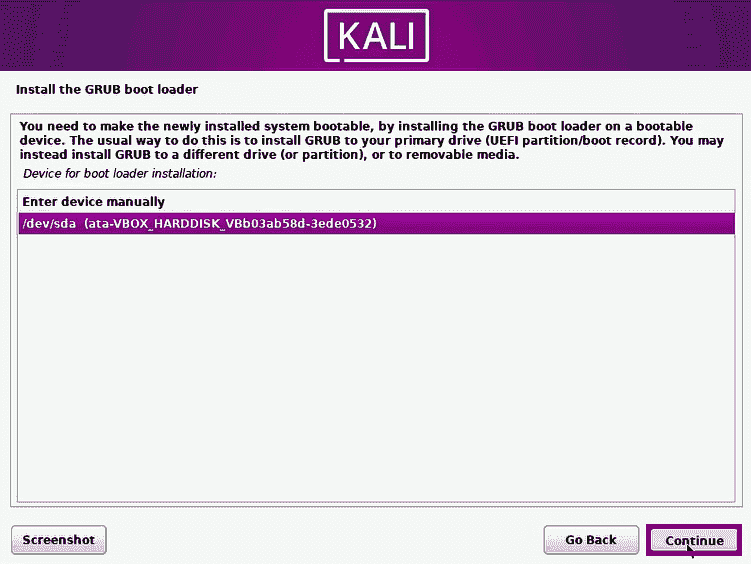 KALI
Install the GRUB boot loader
You need to make the newly installed system bootable, by installing the GRUB boot loader on a bootable
device. The usual way to do this is to install GRUB to your primary drive (UEFI partition/boot record). You may
instead install GRUB to a different drive (or partition), or to removable media.
Device for boot loader installation:
Enter device manually
/dev/sda (ata-VBOX_HARDDISK_VBb03ab58d-3ede0532)
Screenshot
Go Back
Continue